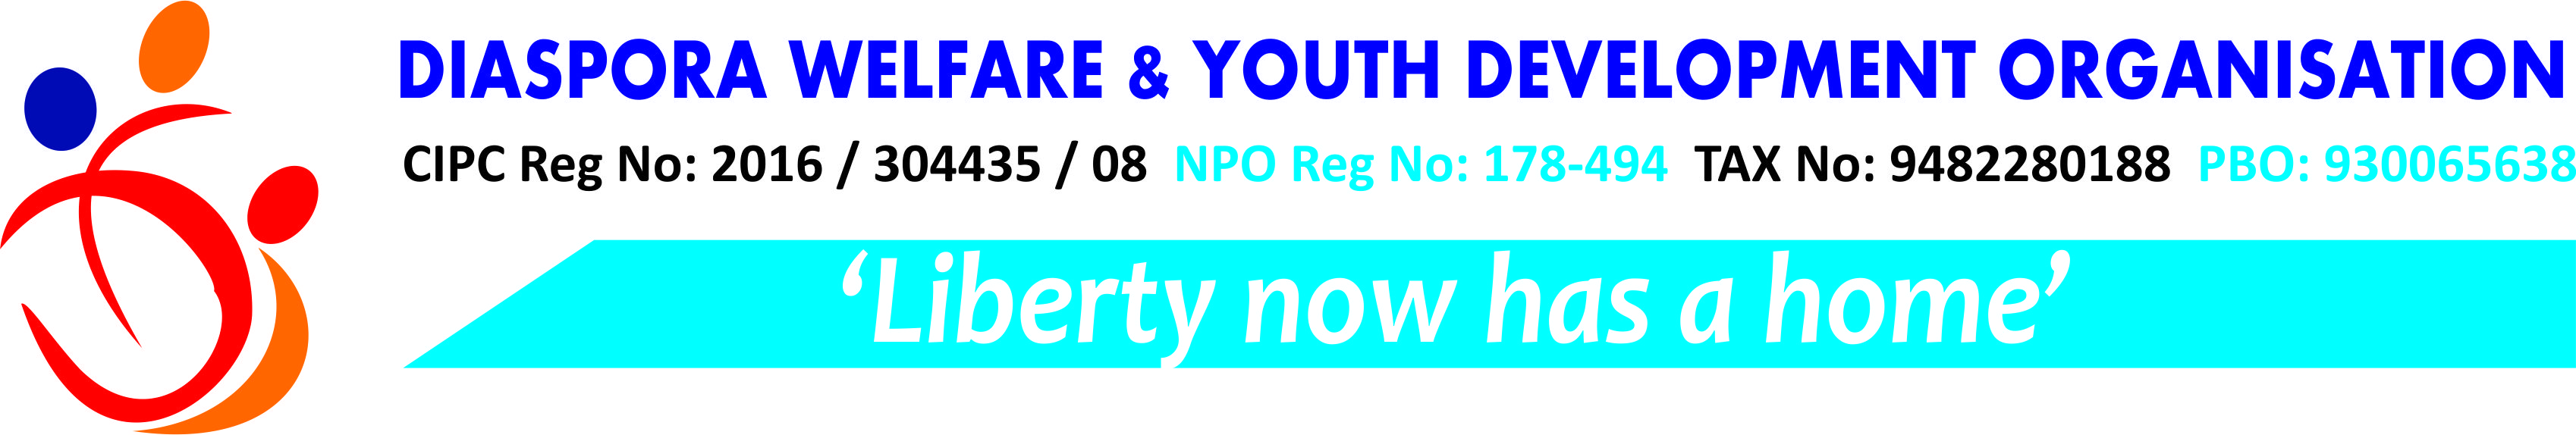 DIASPORA WELFARE & YOUTH DEVELOPMENT ORGANISATION
CIPC Reg No: 2016 / 304435 / 08 NPO Reg No: 178-494 TAX No: 9482280188 PBO: 930065638
‘Liberty now has a home’